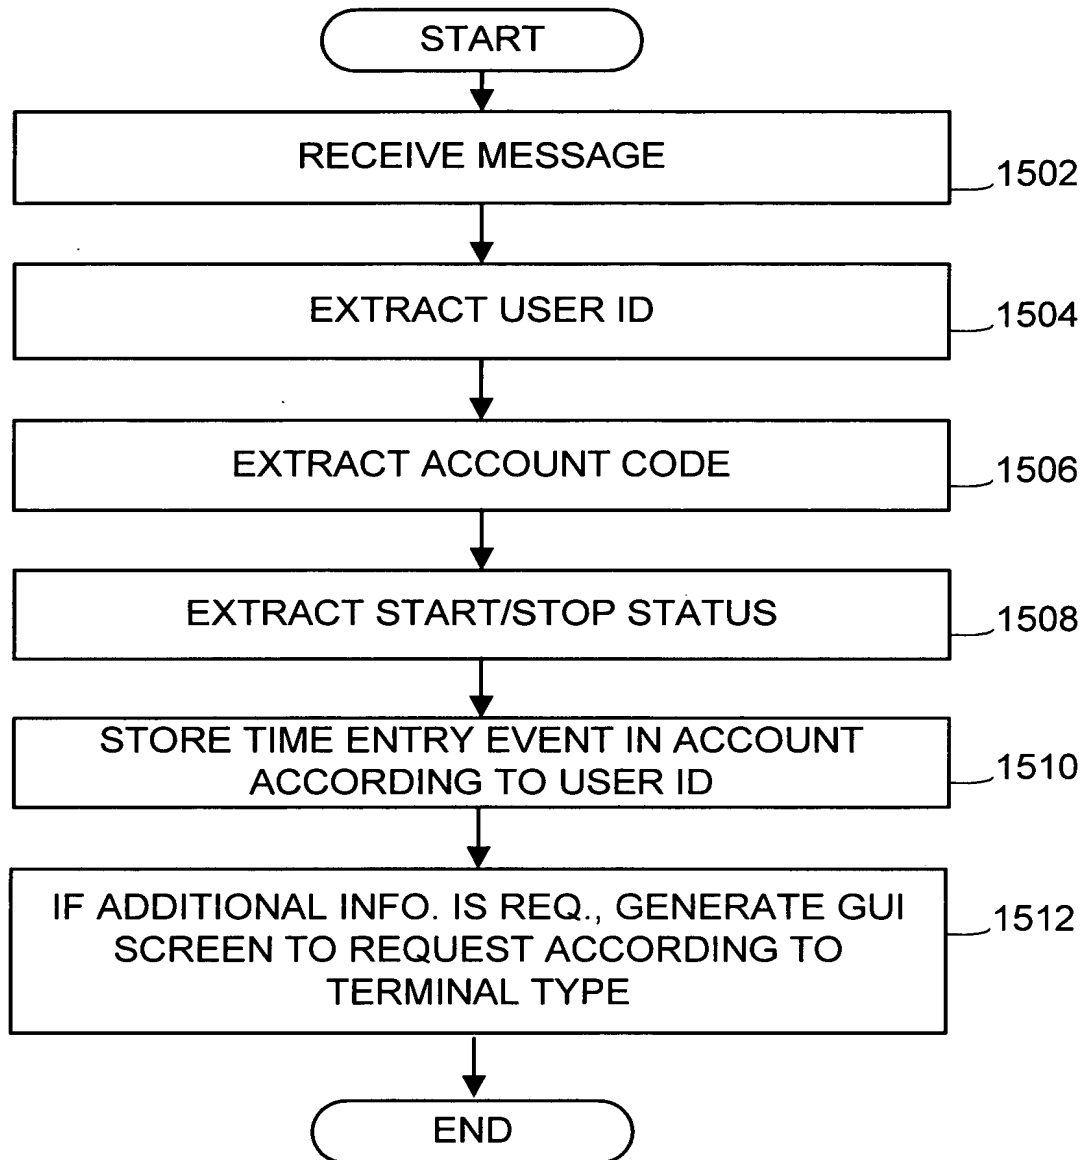 START
RECEIVE MESSAGE
1502
EXTRACT USER ID
1504
EXTRACT ACCOUNT CODE
1506
EXTRACT START/STOP STATUS
1508
STORE TIME ENTRY EVENT IN ACCOUNT
ACCORDING TO USER ID
1510
IF ADDITIONAL INFO. IS REQ., GENERATE GUI
SCREEN TO REQUEST ACCORDING TO
TERMINAL TYPE
1512
END